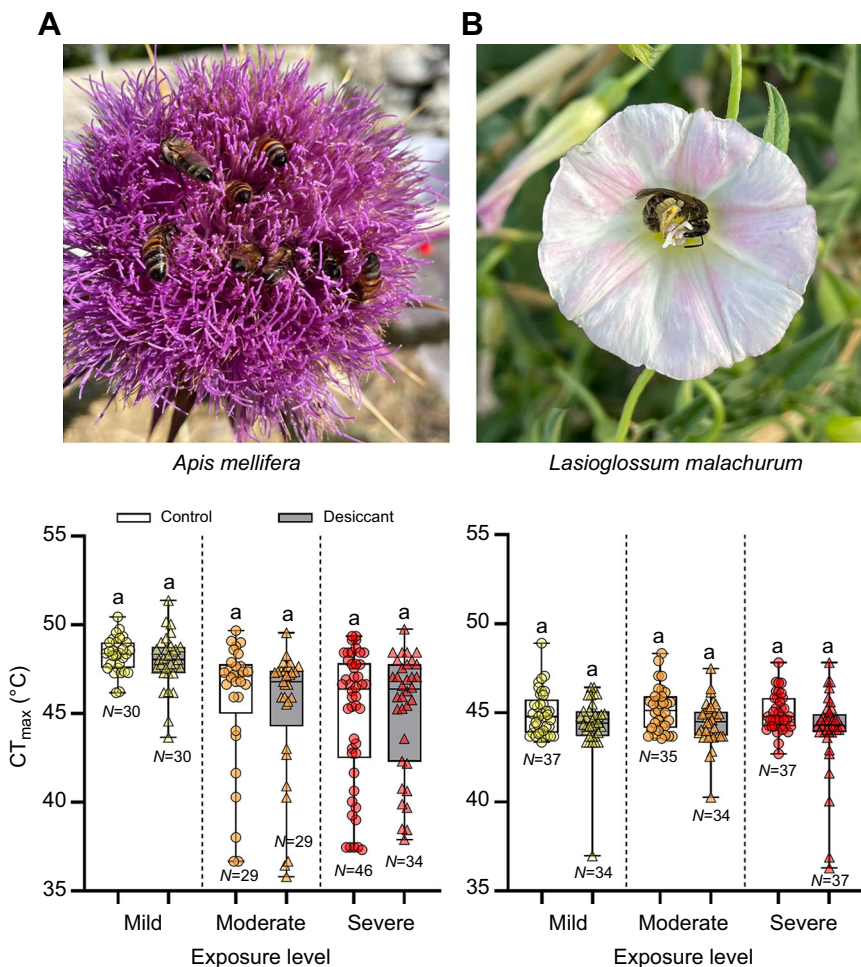 A
B
Apis mellifera
Lasioglossum malachurum
Control
Desiccant
55
50
45
40
35
CTmax (°C)
a
a
a
a
a
a
N=30
N=30
N=29
N=29
N=46
N=34
Mild
Moderate
Severe
Exposure level
55
50
45
40
35
a
a
a
a
a
a
N=37
N=34
N=35
N=34
N=37
N=37
Mild
Moderate
Severe
Exposure level